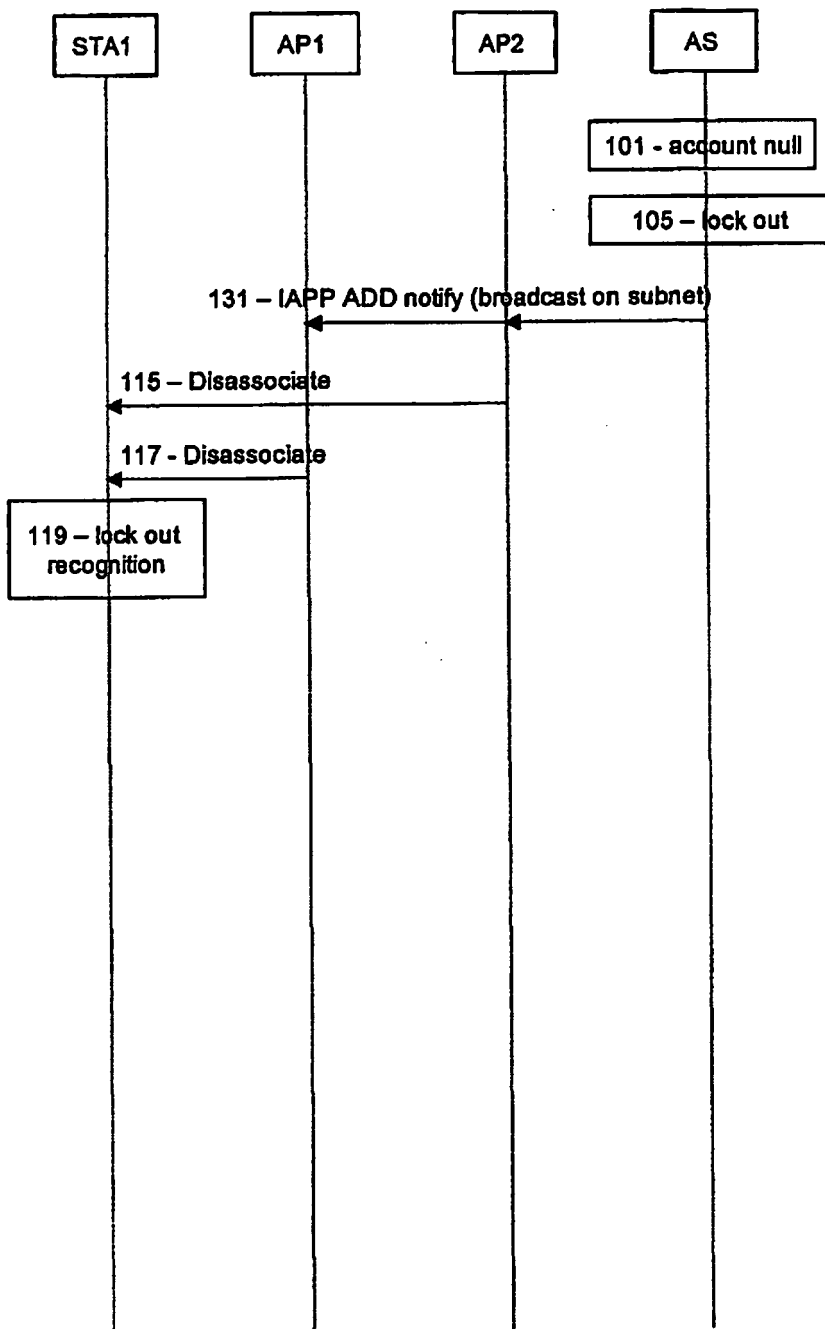 STA1
AP1
AP2
AS
101 - account null
105 – lock out
131 – IAPP ADD notify (broadcast on subnet)
115 – Disassociate
117 - Disassociate
119 – lock out
recognition